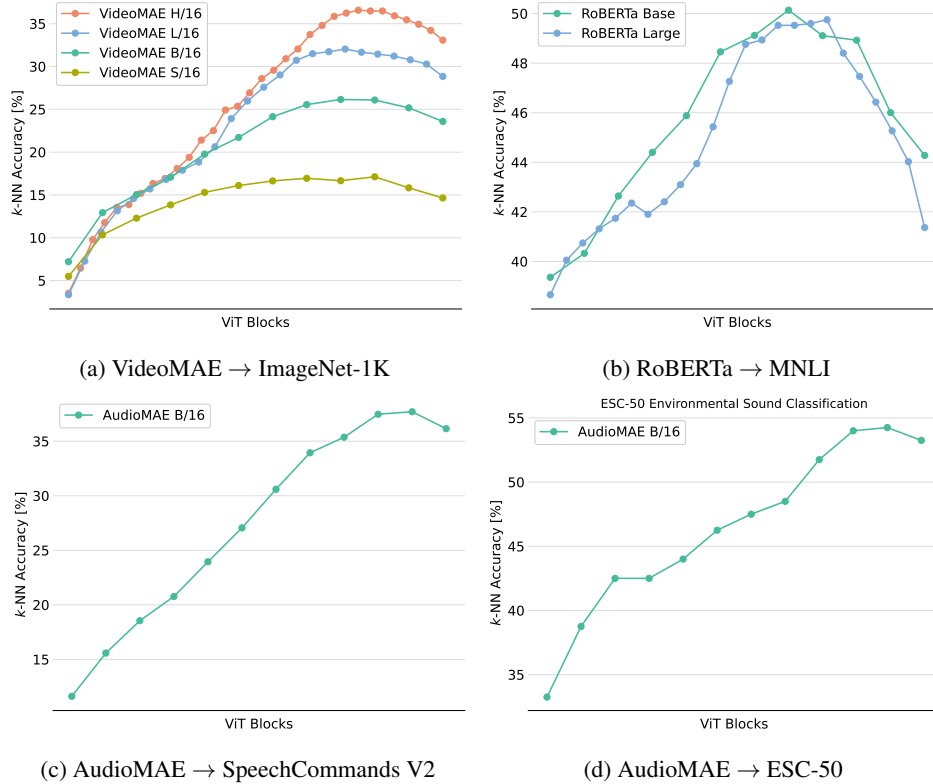 VideoMAE H/16
VideoMAE L/16
VideoMAE B/16
VideoMAE S/16
k-NN Accuracy [%]
35
30
25
20
15
10
5
ViT Blocks
(a) VideoMAE → ImageNet-1K
RoBERTa Base
RoBERTa Large
k-NN Accuracy [%]
50
48
46
44
42
40
ViT Blocks
(b) RoBERTa → MNLI
AudioMAE B/16
k-NN Accuracy [%]
35
30
25
20
15
ViT Blocks
(c) AudioMAE → SpeechCommands V2
ESC-50 Environmental Sound Classification
AudioMAE B/16
k-NN Accuracy [%]
55
50
45
40
35
ViT Blocks
(d) AudioMAE → ESC-50